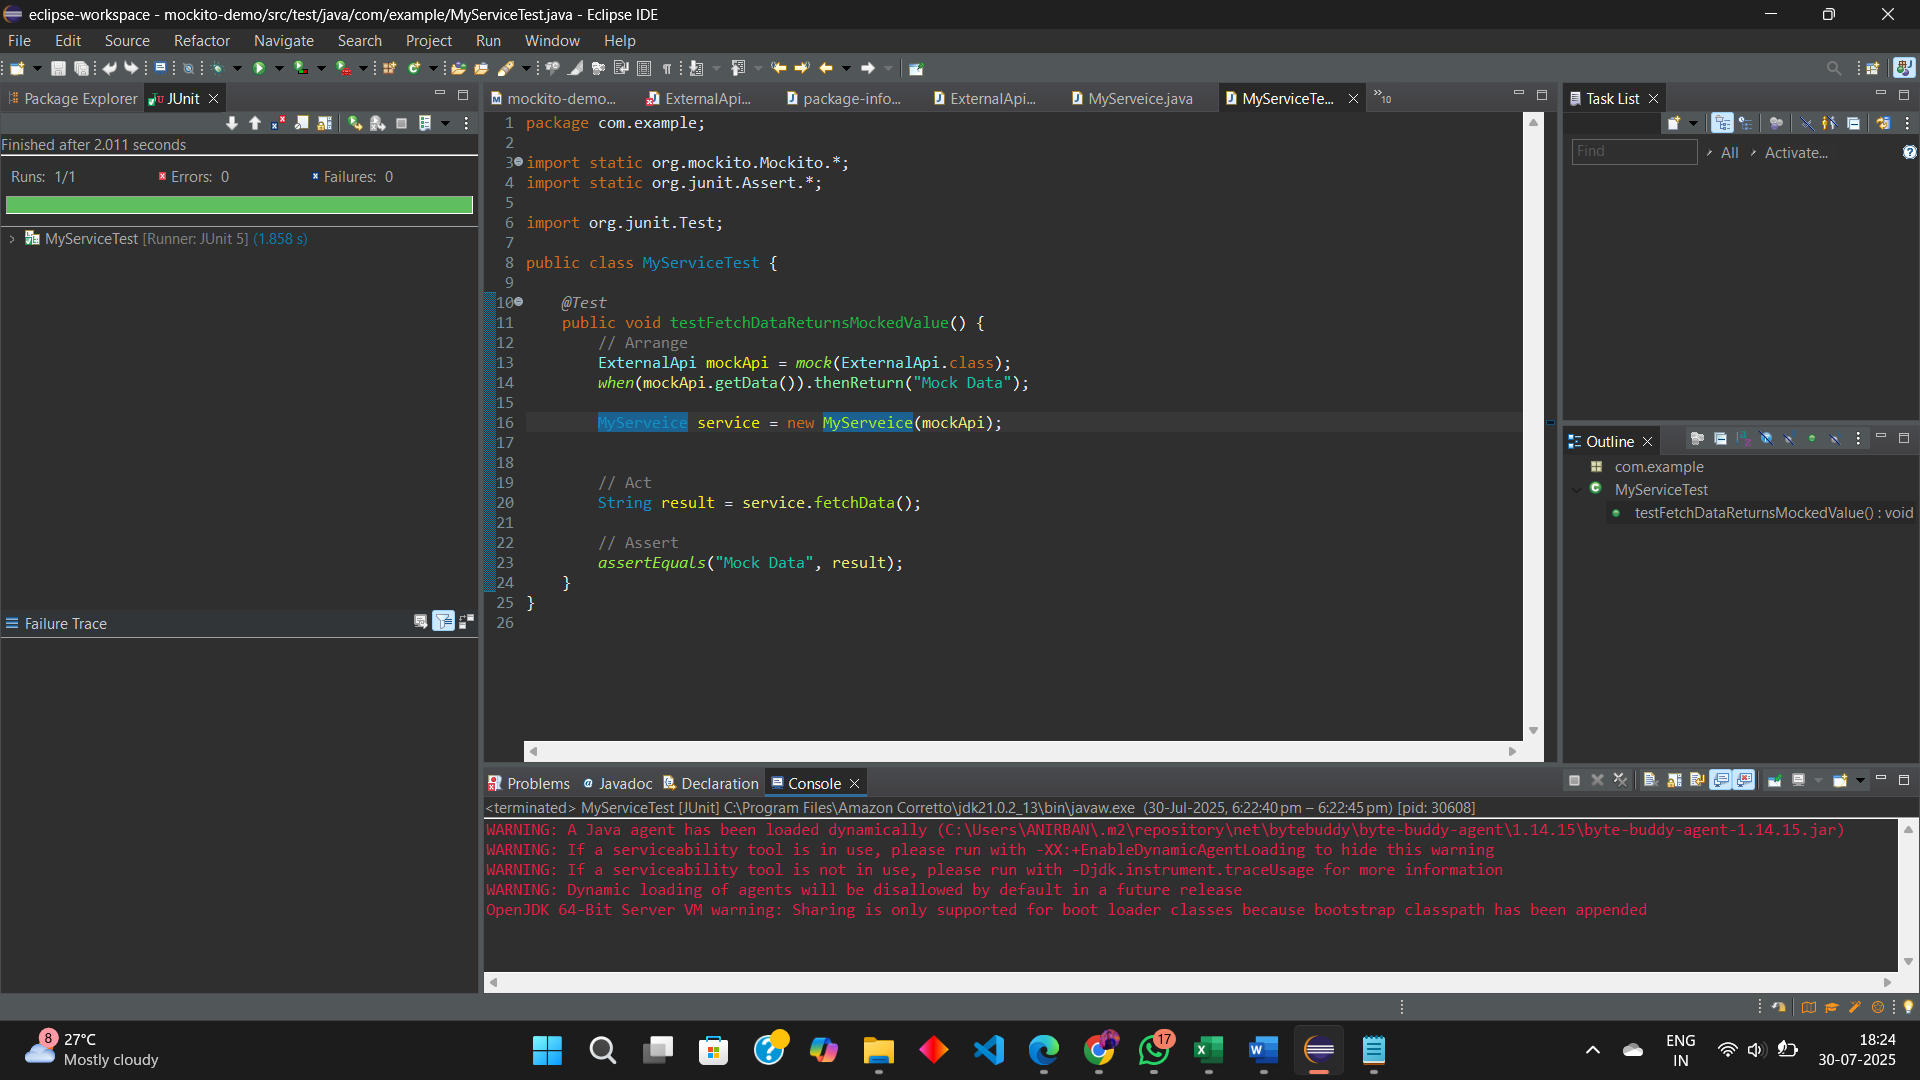 eclipse-workspace - mockito-demo/src/test/java/com/example/MyServiceTest.java - Eclipse IDE
File Edit Source Refactor Navigate Search Project Run Window Help
Package Explorer JUnit
Finished after 2.011 seconds
Runs: 1/1 Errors: 0 Failures: 0
MyServiceTest [Runner: JUnit 5] (1.858 s)
Failure Trace
mockito-demo... ExternalApi... package-info... ExternalApi... MyServeice.java MyServiceTe... »10
1 package com.example;
2
3 import static org.mockito.Mockito.*;
4 import static org.junit.Assert.*;
5
6 import org.junit.Test;
7
8 public class MyServiceTest {
9
10 @Test
11 public void testFetchDataReturnsMockedValue() {
12 // Arrange
13 ExternalApi mockApi = mock(ExternalApi.class);
14 when(mockApi.getData()).thenReturn("Mock Data");
15
16 MyServeice service = new MyServeice(mockApi);
17
18
19 // Act
20 String result = service.fetchData();
21
22 // Assert
23 assertEquals("Mock Data", result);
24 }
25 }
26
Task List
Find All Activate...
Outline
com.example
MyServiceTest
testFetchDataReturnsMockedValue() : void
Problems Javadoc Declaration Console
<terminated> MyServiceTest [JUnit] C:\Program Files\Amazon Corretto\jdk21.0.2_13\bin\javaw.exe (30-Jul-2025, 6:22:40 pm – 6:22:45 pm) [pid: 30608]
WARNING: A Java agent has been loaded dynamically (C:\Users\ANIRBAN\.m2\repository\net\bytebuddy\byte-buddy-agent\1.14.15\byte-buddy-agent-1.14.15.jar)
WARNING: If a serviceability tool is in use, please run with -XX:+EnableDynamicAgentLoading to hide this warning
WARNING: If a serviceability tool is not in use, please run with -Djdk.instrument.traceUsage for more information
WARNING: Dynamic loading of agents will be disallowed by default in a future release
OpenJDK 64-Bit Server VM warning: Sharing is only supported for boot loader classes because bootstrap classpath has been appended
8
27°C
Mostly cloudy
17
ENG
IN
18:24
30-07-2025